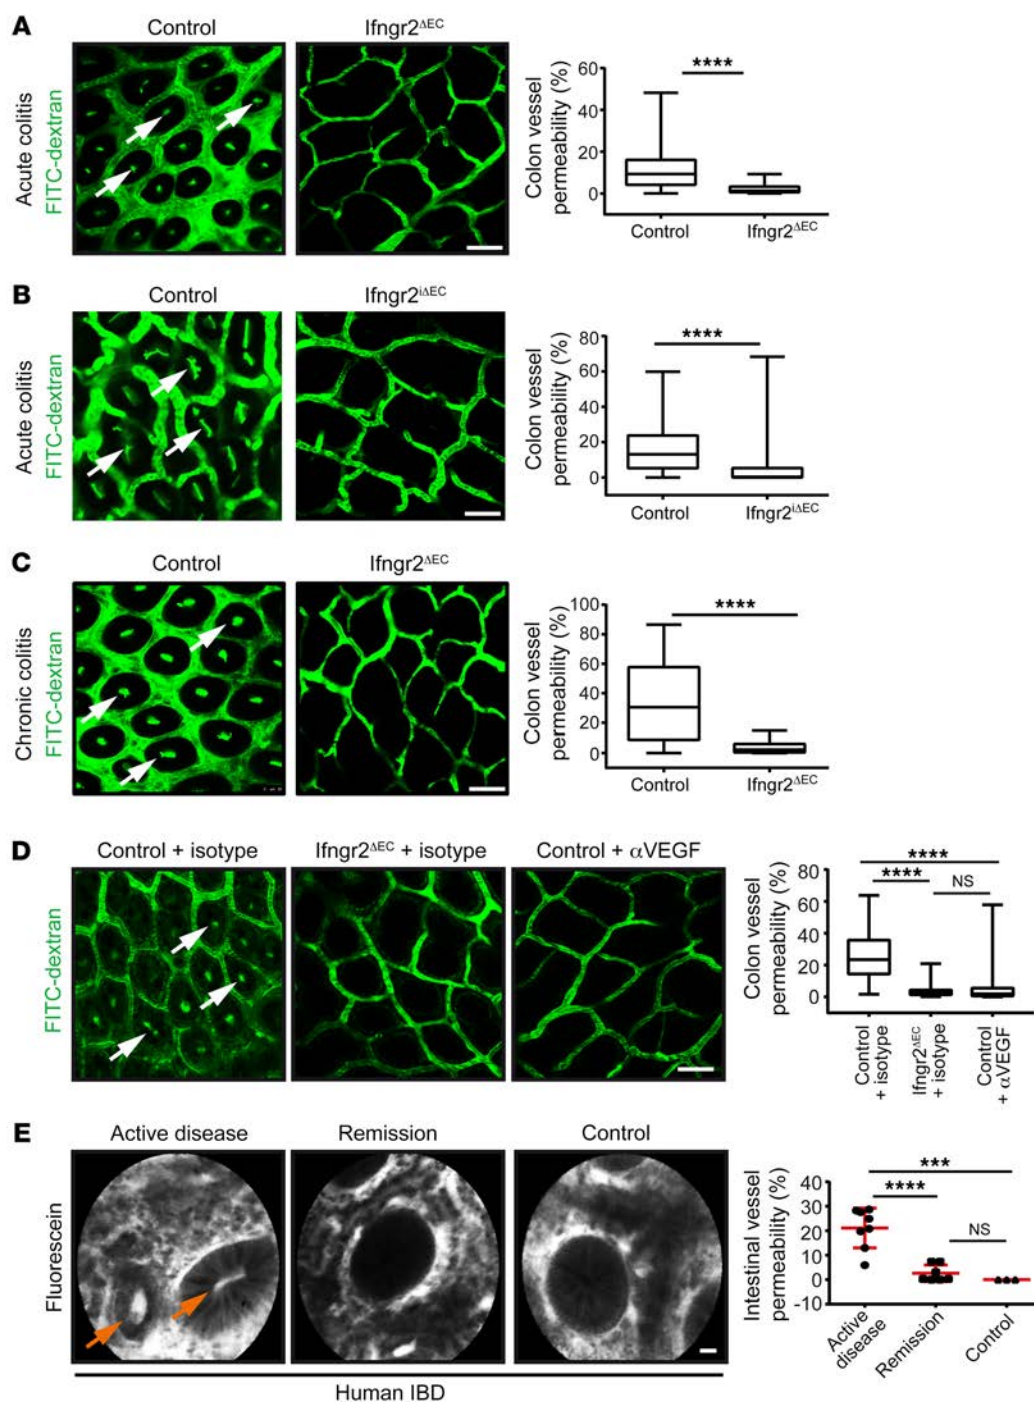 A
Control
Ifngr2ΔEC
Acute colitis
FITC-dextran
Colon vessel
permeability (%)
60
40
20
0
****
Control
Ifngr2ΔEC
B
Control
Ifngr2iΔEC
Acute colitis
FITC-dextran
Colon vessel
permeability (%)
80
60
40
20
0
****
Control
Ifngr2iΔEC
C
Control
Ifngr2ΔEC
Chronic colitis
FITC-dextran
Colon vessel
permeability (%)
100
80
60
40
20
0
****
Control
Ifngr2ΔEC
D
Control + isotype
Ifngr2ΔEC + isotype
Control + αVEGF
FITC-dextran
Colon vessel
permeability (%)
80
60
40
20
0
****
****
NS
Control
+ isotype
Ifngr2ΔEC
+ isotype
Control
+ αVEGF
E
Active disease
Remission
Control
Fluorescein
Human IBD
Intestinal vessel
permeability (%)
40
30
20
10
0
-10
***
****
NS
Active
disease
Remission
Control